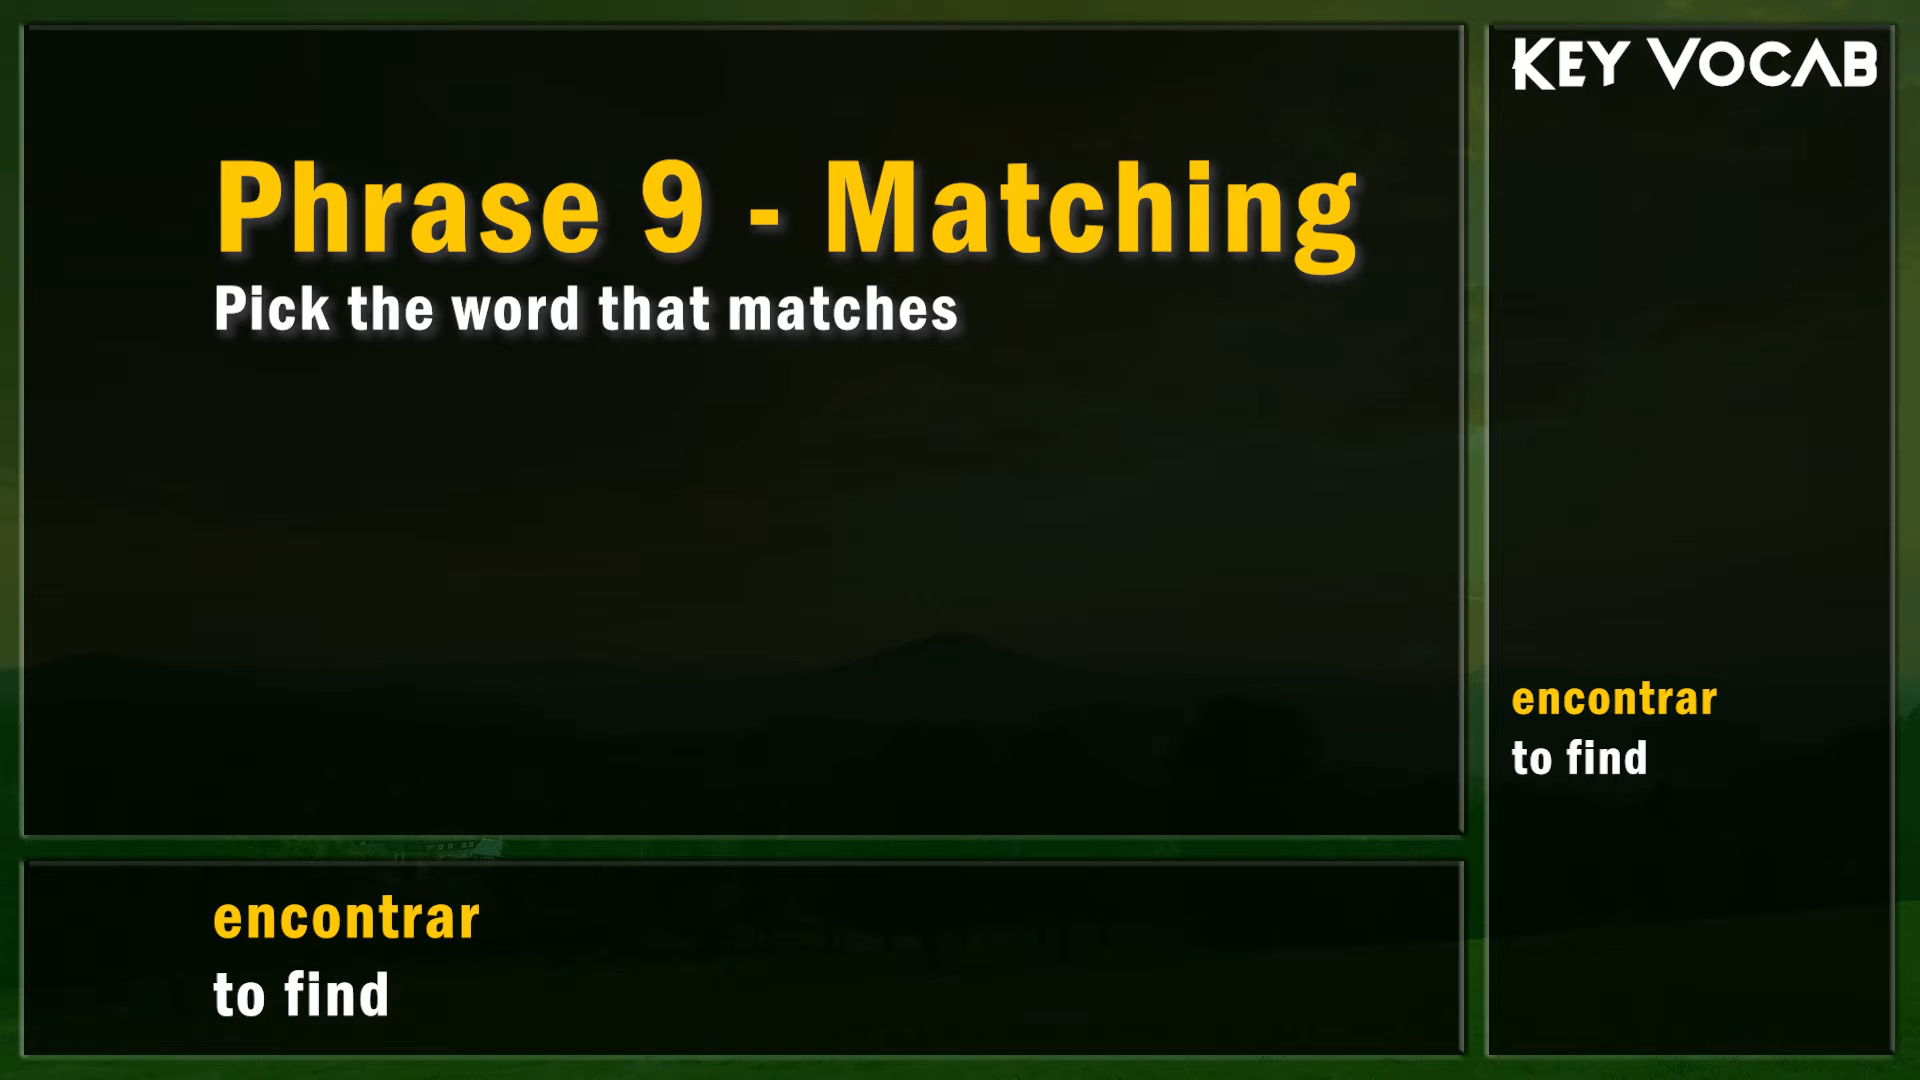 Phrase 9 - Matching
Pick the word that matches
encontrar
to find
Key Vocab
encontrar
to find